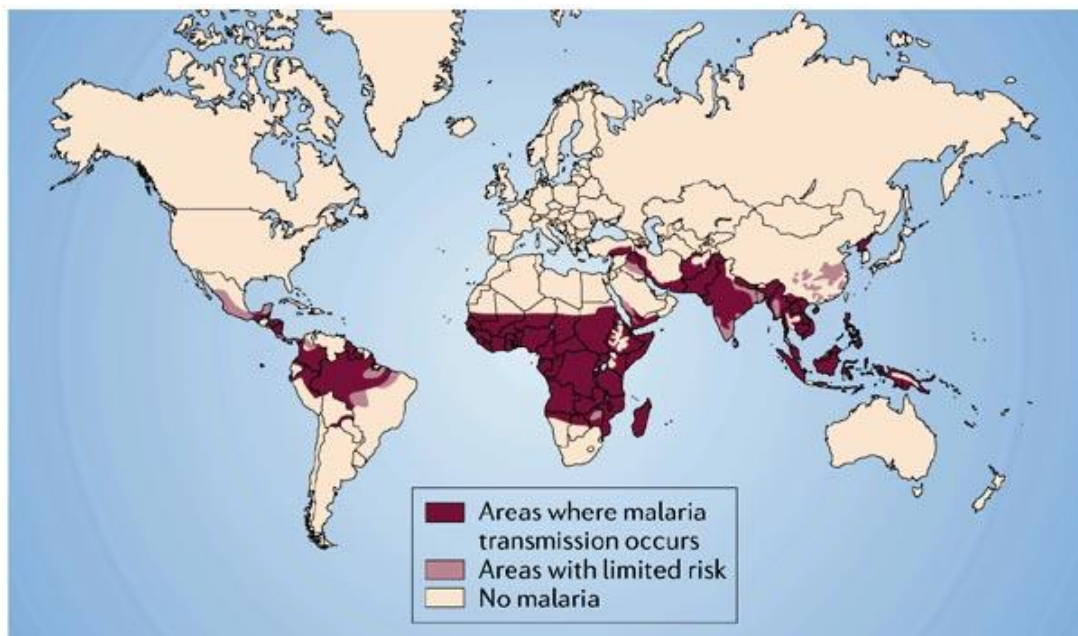 Areas where malaria
transmission occurs
Areas with limited risk
No malaria